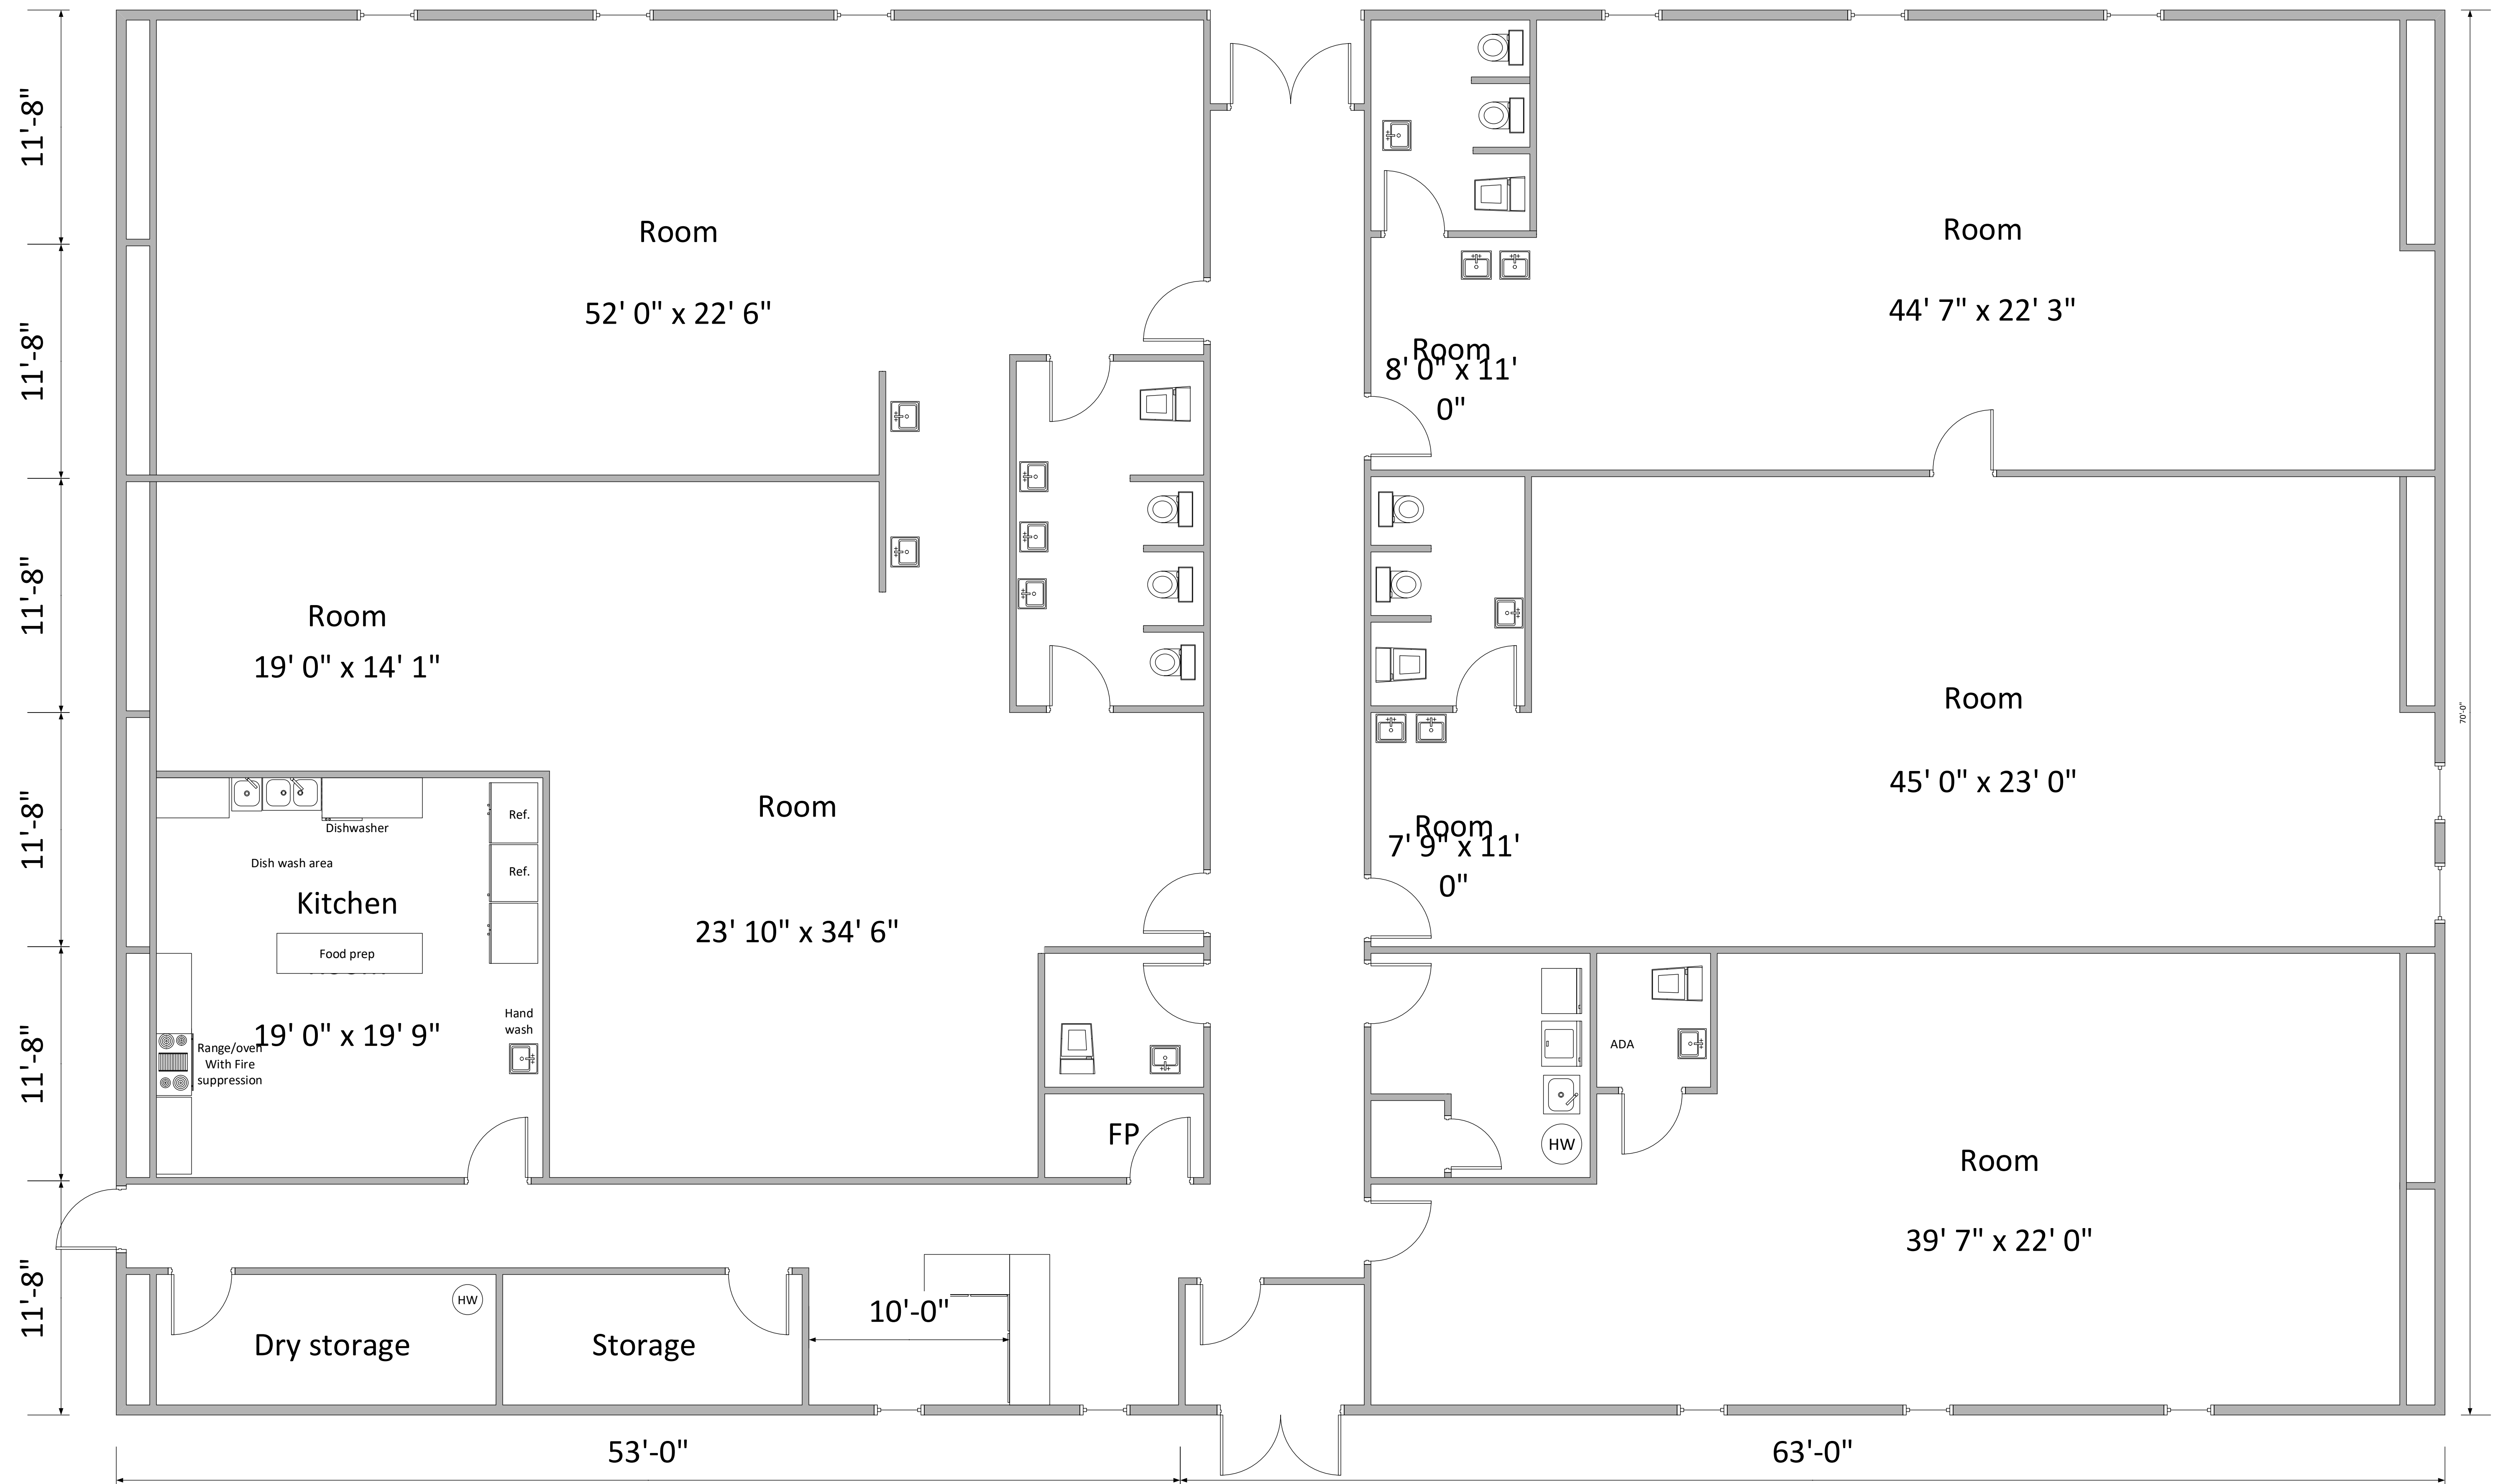 11'-8"
11'-8"
11'-8"
11'-8"
11'-8"
11'-8"
Room
52' 0" x 22' 6"
Room
44' 7" x 22' 3"
Room
8' 0" x 11'
0"
Room
19' 0" x 14' 1"
Room
23' 10" x 34' 6"
Room
45' 0" x 23' 0"
70'-0"
Room
7' 9" x 11'
0"
Dishwasher
Dish wash area
Ref.
Ref.
Kitchen
Food prep
19' 0" x 19' 9"
Hand
wash
Range/oven
With Fire
suppression
FP
ADA
HW
Room
39' 7" x 22' 0"
HW
Dry storage
Storage
10'-0"
53'-0"
63'-0"